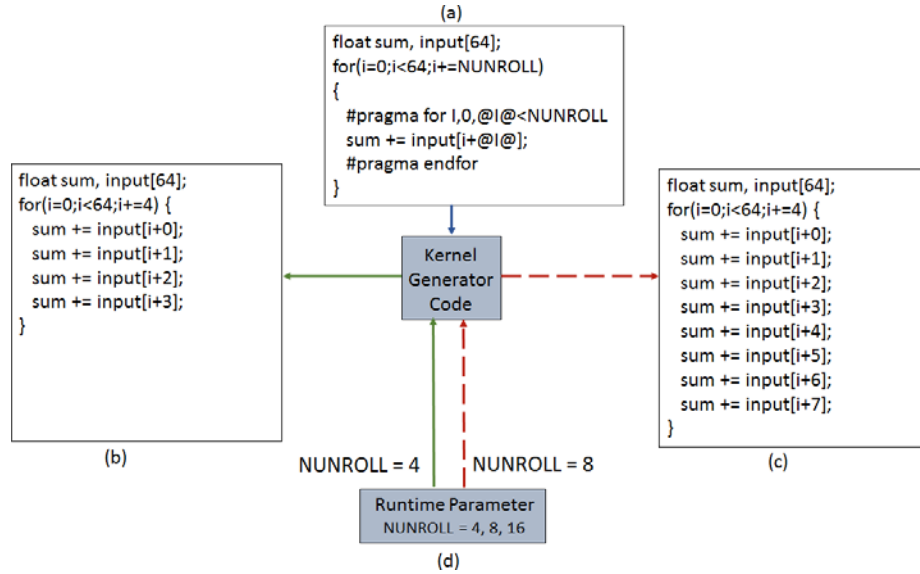 (a)
float sum, input[64];
for(i=0;i<64;i+=NUNROLL)
{
#pragma for I,0,@I@<NUNROLL
sum += input[i+@I@];
#pragma endfor
}
float sum, input[64];
for(i=0;i<64;i+=4) {
sum += input[i+0];
sum += input[i+1];
sum += input[i+2];
sum += input[i+3];
}
(b)
Kernel
Generator
Code
float sum, input[64];
for(i=0;i<64;i+=4) {
sum += input[i+0];
sum += input[i+1];
sum += input[i+2];
sum += input[i+3];
sum += input[i+4];
sum += input[i+5];
sum += input[i+6];
sum += input[i+7];
}
(c)
NUNROLL = 4
NUNROLL = 8
Runtime Parameter
NUNROLL = 4, 8, 16
(d)